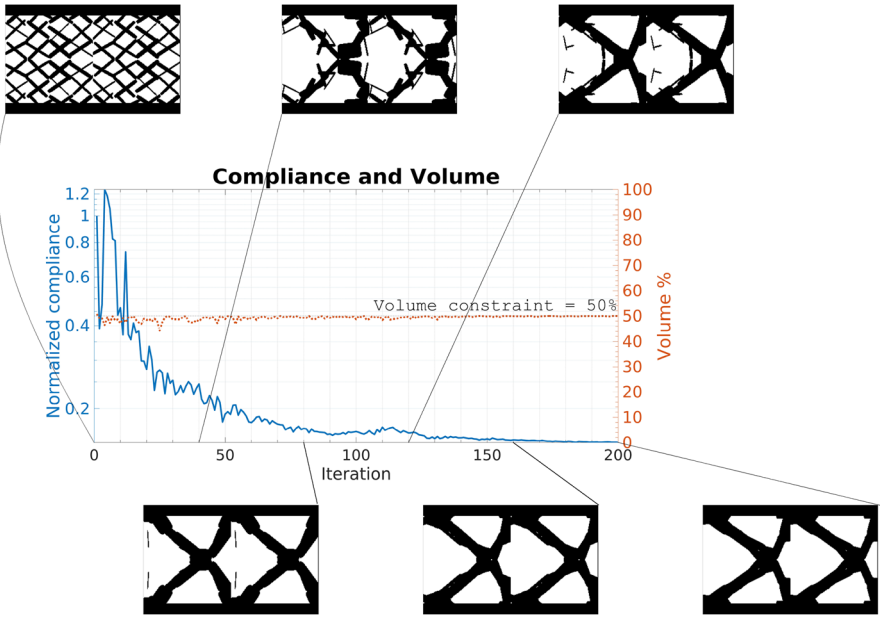 Compliance and Volume
Normalized compliance
1.2
1
0.8
0.6
0.4
0.2
Volume constraint = 50%
100
90
80
70
60
50
40
30
20
10
0
Volume %
0 50 100 150 200
Iteration